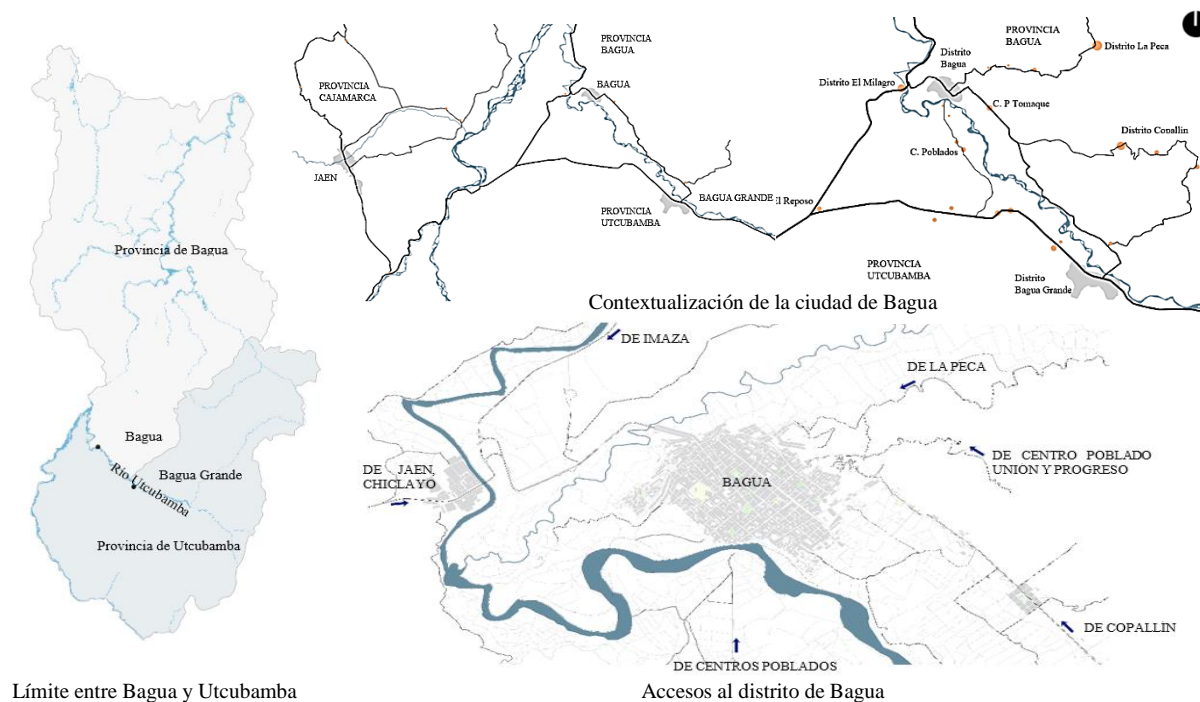 Provincia de Bagua
Bagua
Bagua Grande
Río Utcubamba
Provincia de Utcubamba
Límite entre Bagua y Utcubamba
PROVINCIA
CAJAMARCA
JAEN
PROVINCIA
BAGUA
BAGUA
BAGUA GRANDE
PROVINCIA
UTCUBAMBA
El Reposo
Distrito El Milagro
Distrito
Bagua
PROVINCIA
BAGUA
Distrito La Peca
C. P Tomaque
Distrito Copallin
C. Poblados
PROVINCIA
UTCUBAMBA
Distrito
Bagua Grande
Contextualización de la ciudad de Bagua
DE IMAZA
DE LA PECA
DE CENTRO POBLADO
UNION Y PROGRESO
DE JAEN,
CHICLAYO
BAGUA
DE COPALLIN
DE CENTROS POBLADOS
Accesos al distrito de Bagua